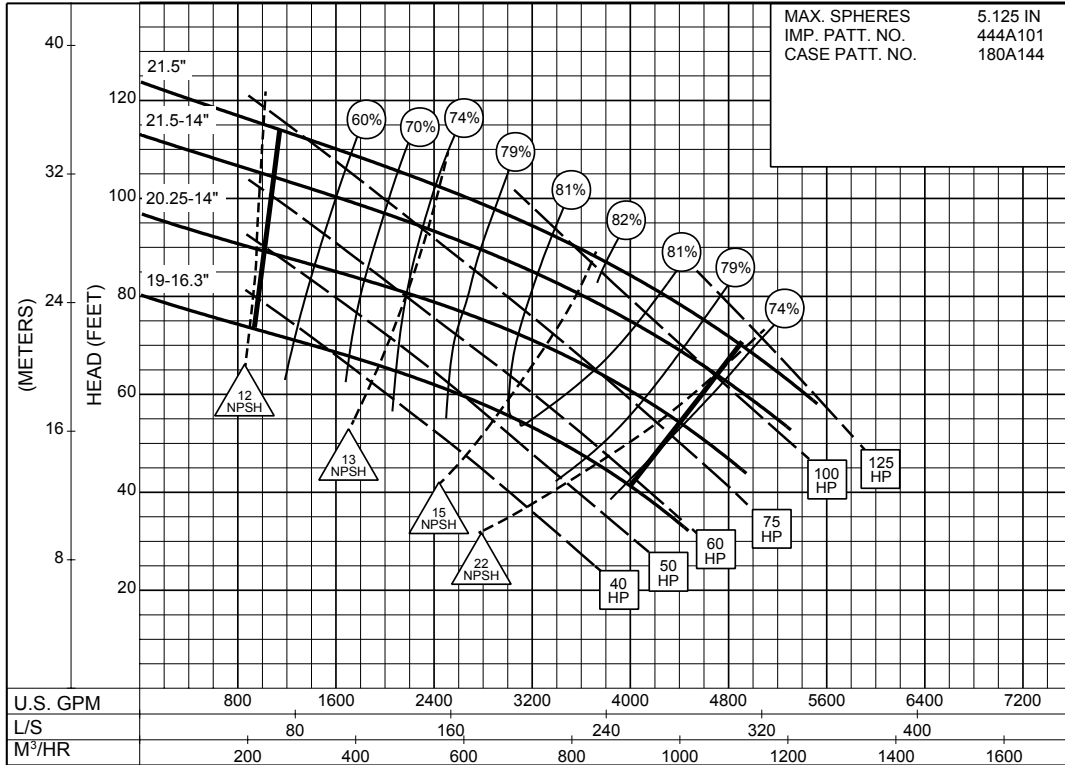 MAX. SPHERES 5.125 IN
IMP. PATT. NO. 444A101
CASE PATT. NO. 180A144
40
32
24
16
8
(METERS)
HEAD (FEET)
120
100
80
60
40
20
21.5"
21.5-14"
20.25-14"
19-16.3"
60%
70%
74%
79%
81%
82%
81%
79%
74%
12
NPSH
13
NPSH
15
NPSH
22
NPSH
40
HP
50
HP
60
HP
75
HP
100
HP
125
HP
U.S. GPM 800 1600 2400 3200 4000 4800 5600 6400 7200
L/S 80 160 240 320 400
M³/HR 200 400 600 800 1000 1200 1400 1600